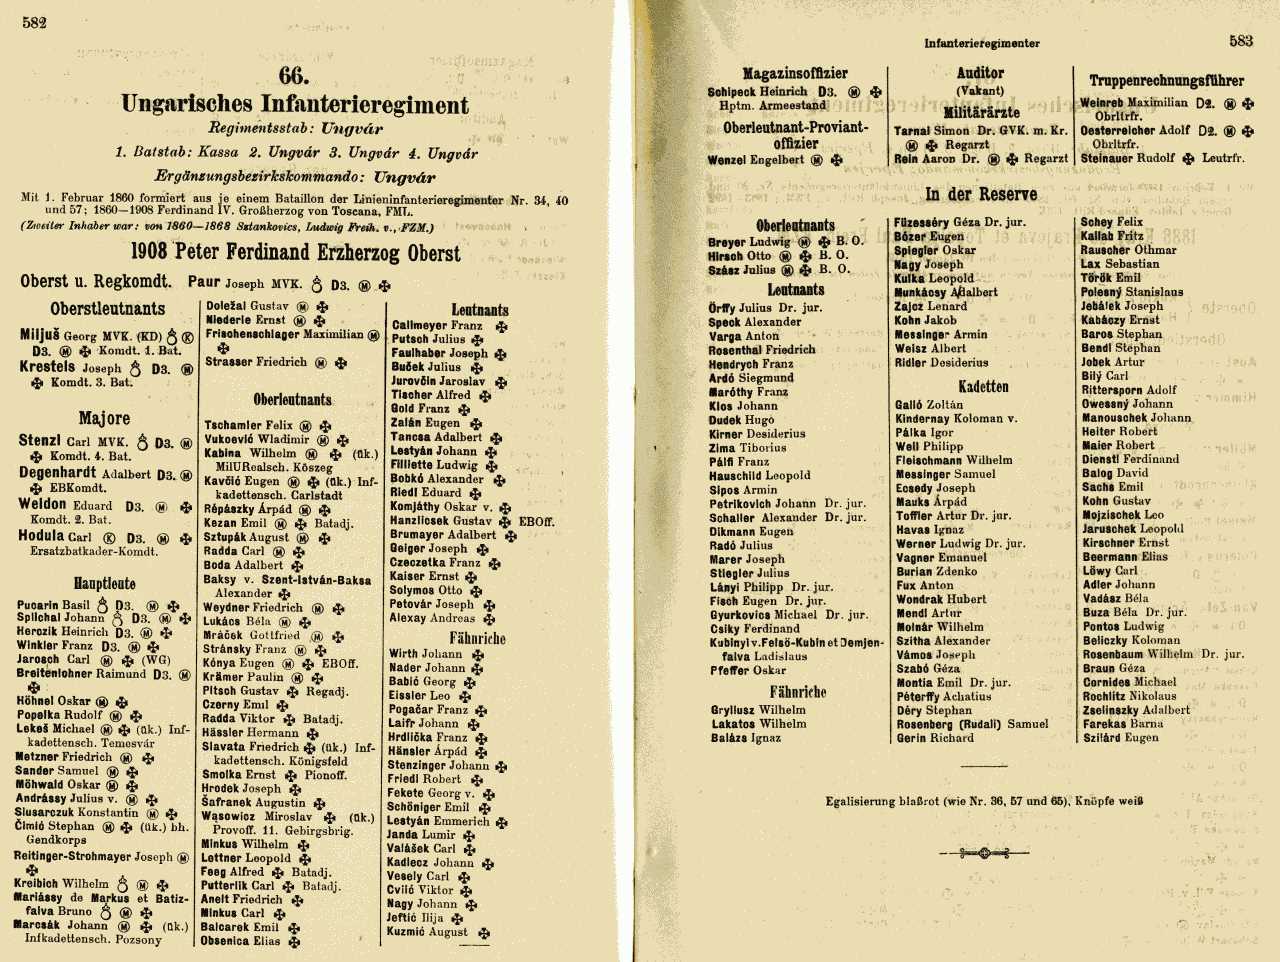 582
66.
Ungarisches Infanterieregiment
Regimentsstab: Ungvár
1. Batstab: Kassa 2. Ungvár 3. Ungvár 4. Ungvár
Ergänzungsbezirkskommando: Ungvár
Mit 1. Februar 1860 formiert aus je einem Bataillon der Linieninfanterieregimenter Nr. 34, 40
und 57; 1860—1908 Ferdinand IV. Großherzog von Toscana, FML.
(Zweiter Inhaber war: von 1860—1868 Sztankovics, Ludwig Freih. v., FZM.)
1908 Peter Ferdinand Erzherzog Oberst
Oberst u. Regkomdt. Paur Joseph MVK. D3. Ⓜ ✠
Oberstleutnants
Miljuš Georg MVK. (KD) Ⓚ
D3. Ⓜ ✠ Komdt. 1. Bat.
Krestels Joseph D3. Ⓜ
✠ Komdt. 3. Bat.
Majore
Stenzl Carl MVK. D3. Ⓜ
✠ Komdt. 4. Bat.
Degenhardt Adalbert D3. Ⓜ
✠ EBKomdt.
Weldon Eduard D3. Ⓜ ✠
Komdt. 2. Bat.
Hodula Carl Ⓚ D3. Ⓜ ✠
Ersatzbatkader-Komdt.
Hauptleute
Pucarin Basil D3. Ⓜ ✠
Splichal Johann D3. Ⓜ ✠
Herczik Heinrich D3. Ⓜ ✠
Winkler Franz D3. Ⓜ ✠
Jarosch Carl Ⓜ ✠ (WG)
Breitenlohner Raimund D3. Ⓜ
✠
Höhnel Oskar Ⓜ ✠
Popelka Rudolf Ⓜ ✠
Lekeš Michael Ⓜ ✠ (ük.) Inf-
kadettensch. Temesvár
Metzner Friedrich Ⓜ ✠
Sander Samuel Ⓜ ✠
Möhwald Oskar Ⓜ ✠
Andrássy Julius v. Ⓜ ✠
Slusarczuk Konstantin Ⓜ ✠
Čimić Stephan Ⓜ ✠ (ük.) bh.
Gendkorps
Reitinger-Strohmayer Joseph Ⓜ
✠
Kreibich Wilhelm Ⓜ ✠
Mariássy de Markus et Batiz-
falva Bruno Ⓜ ✠
Marcsák Johann Ⓜ ✠ (ük.)
Infkadettensch. Pozsony
Doležal Gustav Ⓜ ✠
Niederle Ernst Ⓜ ✠
Frischenschlager Maximilian Ⓜ
✠
Strasser Friedrich Ⓜ ✠
Oberleutnants
Tschamler Felix Ⓜ ✠
Vukcević Wladimir Ⓜ ✠
Kabina Wilhelm Ⓜ ✠ (ük.)
MilURealsch. Kőszeg
Kavčić Eugen Ⓜ ✠ (ük.) Inf-
kadettensch. Carlstadt
Répászky Árpád Ⓜ ✠
Kezan Emil Ⓜ ✠ Batadj.
Sztupák August Ⓜ ✠
Radda Carl Ⓜ ✠
Boda Adalbert ✠
Baksy v. Szent-István-Baksa
Alexander ✠
Weydner Friedrich Ⓜ ✠
Lukács Béla Ⓜ ✠
Mráček Gottfried Ⓜ ✠
Stránsky Franz Ⓜ ✠
Kónya Eugen Ⓜ ✠ EBOff.
Krämer Paulin Ⓜ ✠
Pitsch Gustav ✠ Regadj.
Czerny Emil ✠
Radda Viktor ✠ Batadj.
Hässler Hermann ✠
Slavata Friedrich ✠ (ük.) Inf-
kadettensch. Königsfeld
Smolka Ernst ✠ Pionoff.
Hrodek Joseph ✠
Šafranek Augustin ✠
Wąsowicz Miroslav ✠ (ük.)
Provoff. 11. Gebirgsbrig.
Minkus Wilhelm ✠
Lottner Leopold ✠
Feeg Alfred ✠ Batadj.
Putterlik Carl ✠ Batadj.
Anelt Friedrich ✠
Minkus Carl ✠
Balcarek Emil ✠
Obsenica Elias ✠
Leutnants
Callmeyer Franz ✠
Putsch Julius ✠
Faulhaber Joseph ✠
Buček Julius ✠
Jurovčin Jaroslav ✠
Tischer Alfred ✠
Gold Franz ✠
Zalán Eugen ✠
Tancsa Adalbert ✠
Lestyán Johann ✠
Filliette Ludwig ✠
Bobkó Alexander ✠
Riedl Eduard ✠
Komjáthy Oskar v. ✠
Hanzlicsek Gustav ✠ EBOff.
Brumayer Adalbert ✠
Geiger Joseph ✠
Czeczetka Franz ✠
Kaiser Ernst ✠
Solymos Otto ✠
Petovár Joseph ✠
Alexay Andreas ✠
Fähnriche
Wirth Johann ✠
Nader Johann ✠
Babić Georg ✠
Eissler Leo ✠
Pogačar Franz ✠
Laifr Johann ✠
Hrdlička Franz ✠
Hänsler Árpád ✠
Stenzinger Johann ✠
Friedl Robert ✠
Fekete Georg v. ✠
Schöniger Emil ✠
Lestyán Emmerich ✠
Janda Lumir ✠
Valášek Carl ✠
Kadlecz Johann ✠
Vesely Carl ✠
Cvilć Viktor ✠
Nagy Johann ✠
Jeftić Ilija ✠
Kuzmić August ✠
Infanterieregimenter
583
Magazinsoffizier
Schipeck Heinrich D3. Ⓜ ✠
Hptm. Armeestand
Oberleutnant-Proviant-
offizier
Wenzel Engelbert Ⓜ ✠
Auditor
(Vakant)
Militärärzte
Tarnai Simon Dr. GVK. m. Kr.
Ⓜ ✠ Regarzt
Rein Aaron Dr. Ⓜ ✠ Regarzt
Truppenrechnungsführer
Weinreb Maximilian D2. Ⓜ ✠
Obrltrfr.
Oesterreicher Adolf D2. Ⓜ ✠
Obrltrfr.
Steinauer Rudolf ✠ Leutrfr.
In der Reserve
Oberleutnants
Breyer Ludwig Ⓜ ✠ B. O.
Hirsch Otto Ⓜ ✠ B. O.
Szász Julius Ⓜ ✠ B. O.
Leutnants
Örffy Julius Dr. jur.
Speck Alexander
Varga Anton
Rosenthal Friedrich
Hendrych Franz
Ardó Siegmund
Maróthy Franz
Klos Johann
Dudek Hugo
Kirner Desiderius
Zima Tiborius
Pálfi Franz
Hauschild Leopold
Sipos Armin
Petrikovich Johann Dr. jur.
Schaller Alexander Dr. jur.
Dikmann Eugen
Radó Julius
Marer Joseph
Stiegler Julius
Lányi Philipp Dr. jur.
Fisch Eugen Dr. jur.
Gyurkovics Michael Dr. jur.
Csiky Ferdinand
Kubinyi v. Felsö-Kubin et Demjen-
falva Ladislaus
Pfeffer Oskar
Fähnriche
Gryllusz Wilhelm
Lakatos Wilhelm
Balázs Ignaz
Füzesséry Géza Dr. jur.
Bózer Eugen
Spiegler Oskar
Nagy Joseph
Kulka Leopold
Munkácsy Adalbert
Zajcz Lenard
Kohn Jakob
Messinger Armin
Weisz Albert
Ridler Desiderius
Kadetten
Galló Zoltán
Kindernay Koloman v.
Pálka Igor
Weil Philipp
Fleischmann Wilhelm
Messinger Samuel
Ecsedy Joseph
Mauks Árpád
Toffler Artur Dr. jur.
Havas Ignaz
Werner Ludwig Dr. jur.
Vagner Emanuel
Burian Zdenko
Fux Anton
Wondrak Hubert
Mendl Artur
Molnár Wilhelm
Szitha Alexander
Vámos Joseph
Szabó Géza
Montia Emil Dr. jur.
Péterffy Achatius
Déry Stephan
Rosenberg (Rudali) Samuel
Gerin Richard
Schey Felix
Kallab Fritz
Rauscher Othmar
Lax Sebastian
Török Emil
Polesný Stanislaus
Jebálek Joseph
Kabáczy Ernst
Baros Stephan
Bendl Stephan
Jobek Artur
Bilý Carl
Rittersporn Adolf
Owessný Johann
Manouschek Johann
Heiter Robert
Maier Robert
Dienstl Ferdinand
Balog David
Sachs Emil
Kohn Gustav
Mojzischek Leo
Jaruschek Leopold
Kirschner Ernst
Beermann Elias
Löwy Carl
Adler Johann
Vadász Béla
Buza Béla Dr. jur.
Pontos Ludwig
Beliczky Koloman
Rosenbaum Wilhelm Dr. jur.
Braun Géza
Cornides Michael
Rochlitz Nikolaus
Zselinszky Adalbert
Farekas Barna
Szilárd Eugen
Egalisierung blaßrot (wie Nr. 36, 57 und 65), Knöpfe weiß